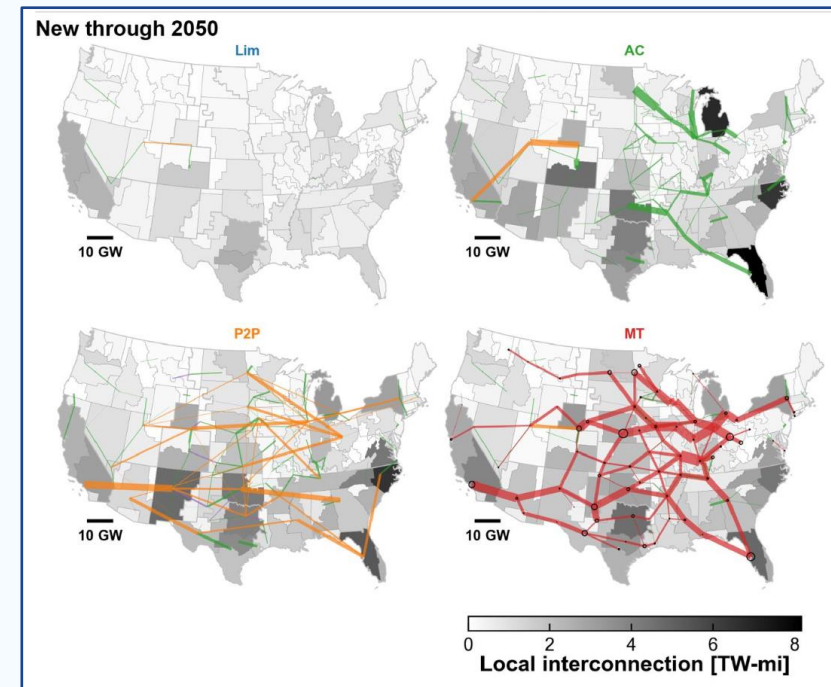 New through 2050
Lim
AC
10 GW
10 GW
P2P
MT
10 GW
10 GW
0 2 4 6 8
Local interconnection [TW-mi]